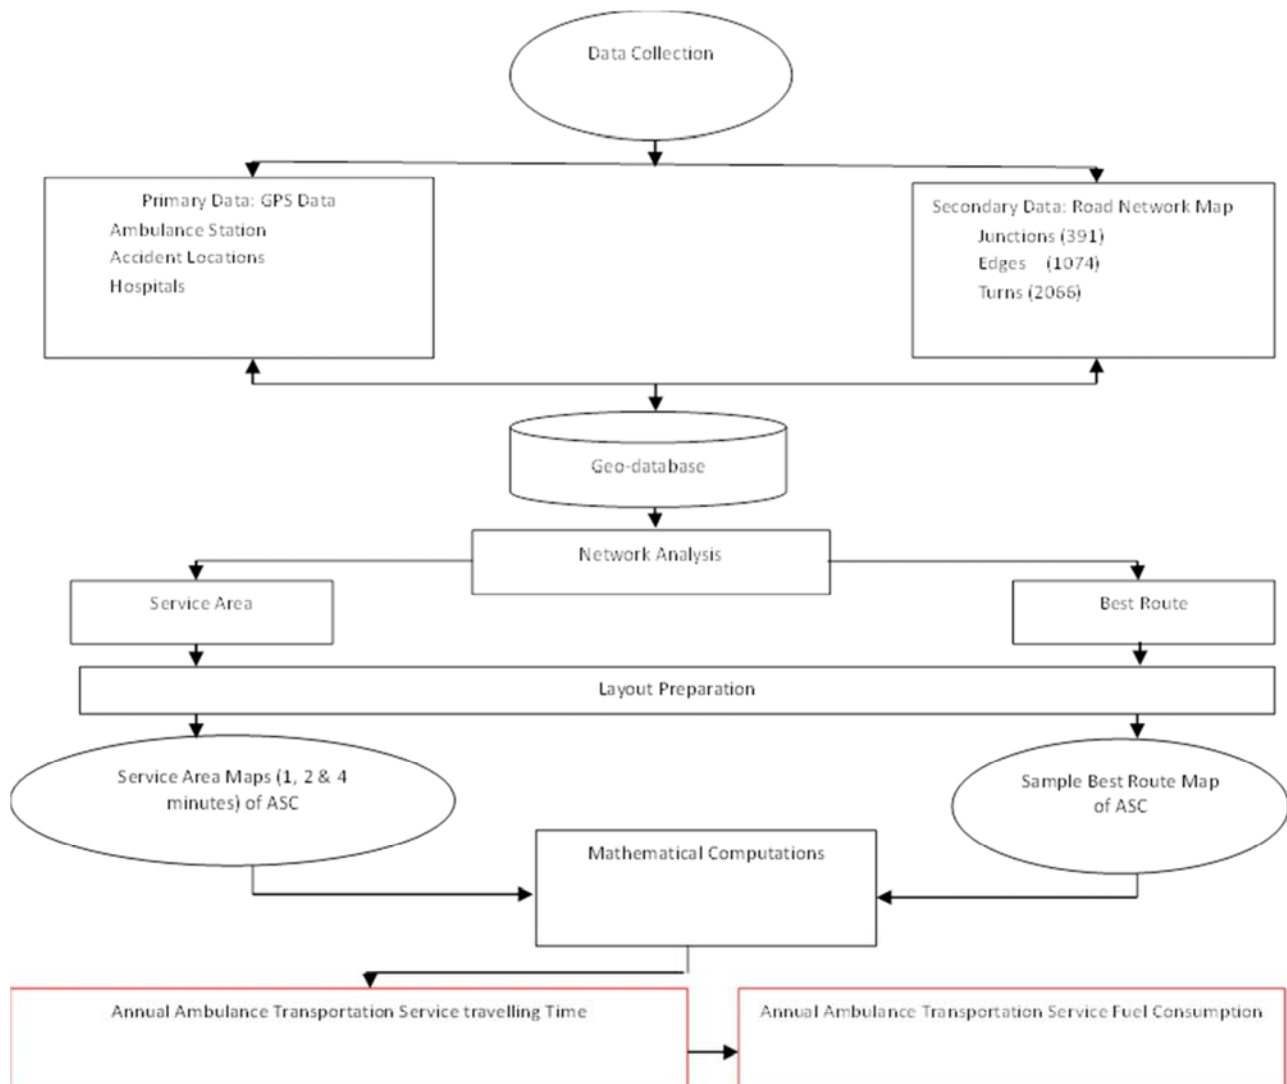 Data Collection
Primary Data: GPS Data
Ambulance Station
Accident Locations
Hospitals
Secondary Data: Road Network Map
Junctions (391)
Edges (1074)
Turns (2066)
Geo-database
Network Analysis
Service Area
Best Route
Layout Preparation
Service Area Maps (1, 2 & 4
minutes) of ASC
Sample Best Route Map
of ASC
Mathematical Computations
Annual Ambulance Transportation Service travelling Time
Annual Ambulance Transportation Service Fuel Consumption